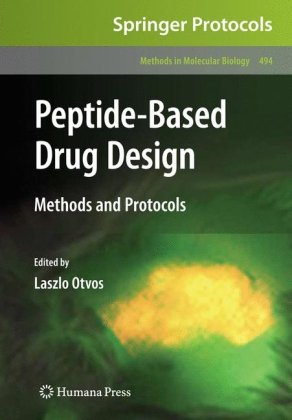 Springer Protocols
Methods in Molecular Biology 494
Peptide-Based
Drug Design
Methods and Protocols
Edited by
Laszlo Otvos
Humana Press